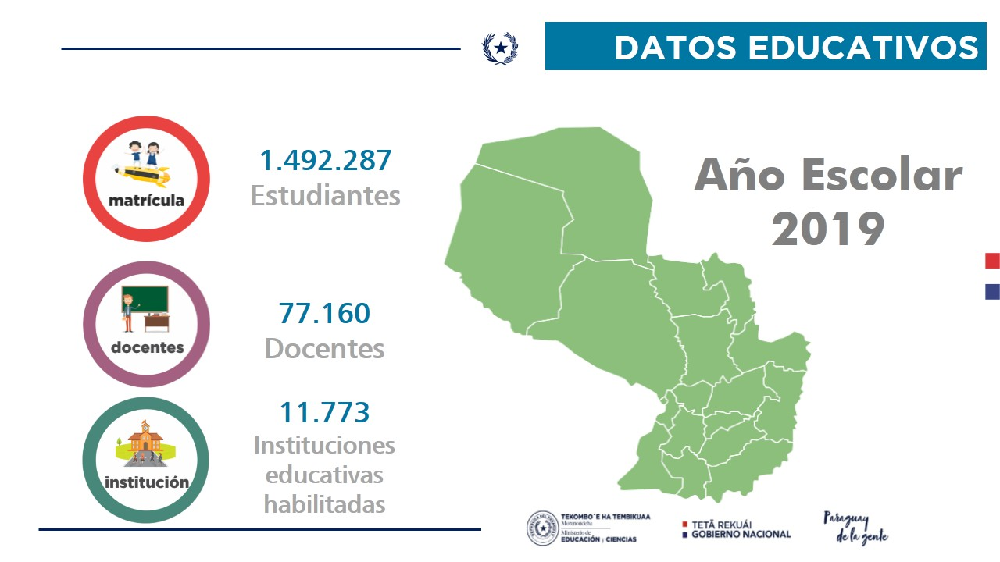 DATOS EDUCATIVOS
matrícula
1.492.287
Estudiantes
Año Escolar
2019
docentes
77.160
Docentes
institución
11.773
Instituciones
educativas
habilitadas
TEKOMBO´E HA TEMBIKUAA
Motenondeha
Ministerio de
EDUCACIÓN y CIENCIAS
TETÃ REKUÁI
GOBIERNO NACIONAL
Paraguay
de la gente